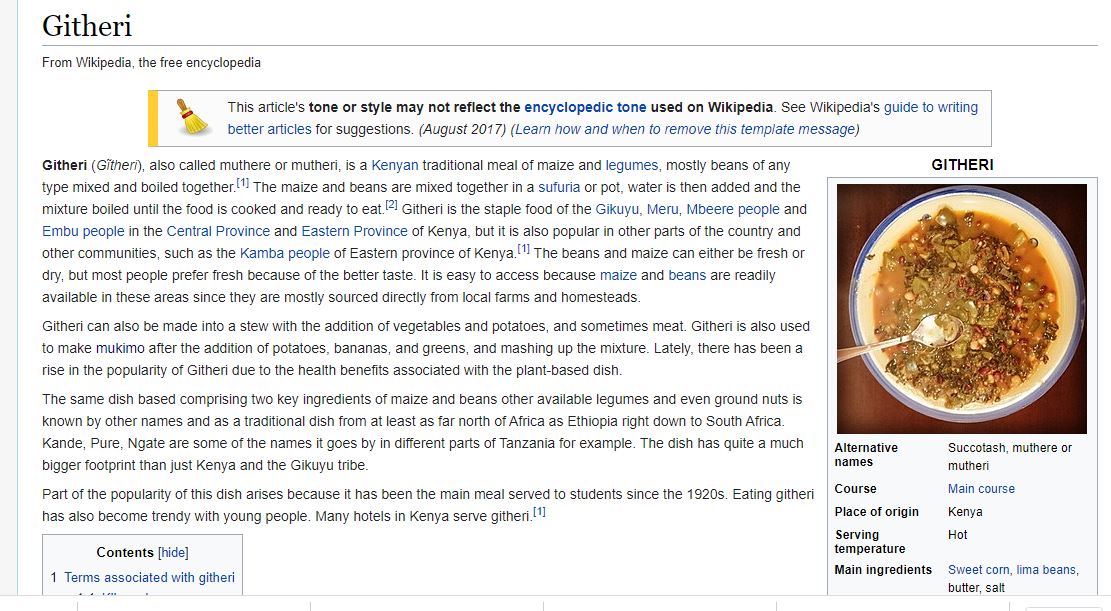 Githeri
From Wikipedia, the free encyclopedia
This article's tone or style may not reflect the encyclopedic tone used on Wikipedia. See Wikipedia's guide to writing
better articles for suggestions. (August 2017) (Learn how and when to remove this template message)
Githeri (Gĩtheri), also called muthere or mutheri, is a Kenyan traditional meal of maize and legumes, mostly beans of any
type mixed and boiled together.[1] The maize and beans are mixed together in a sufuria or pot, water is then added and the
mixture boiled until the food is cooked and ready to eat.[2] Githeri is the staple food of the Gikuyu, Meru, Mbeere people and
Embu people in the Central Province and Eastern Province of Kenya, but it is also popular in other parts of the country and
other communities, such as the Kamba people of Eastern province of Kenya.[1] The beans and maize can either be fresh or
dry, but most people prefer fresh because of the better taste. It is easy to access because maize and beans are readily
available in these areas since they are mostly sourced directly from local farms and homesteads.
Githeri can also be made into a stew with the addition of vegetables and potatoes, and sometimes meat. Githeri is also used
to make mukimo after the addition of potatoes, bananas, and greens, and mashing up the mixture. Lately, there has been a
rise in the popularity of Githeri due to the health benefits associated with the plant-based dish.
The same dish based comprising two key ingredients of maize and beans other available legumes and even ground nuts is
known by other names and as a traditional dish from at least as far north of Africa as Ethiopia right down to South Africa.
Kande, Pure, Ngate are some of the names it goes by in different parts of Tanzania for example. The dish has quite a much
bigger footprint than just Kenya and the Gikuyu tribe.
Part of the popularity of this dish arises because it has been the main meal served to students since the 1920s. Eating githeri
has also become trendy with young people. Many hotels in Kenya serve githeri.[1]
Contents [hide]
1 Terms associated with githeri
GITHERI
Alternative names Succotash, muthere or
mutheri
Course Main course
Place of origin Kenya
Serving temperature Hot
Main ingredients Sweet corn, lima beans,
butter, salt